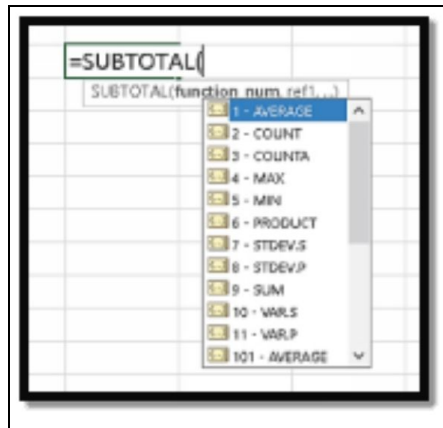 =SUBTOTAL(
SUBTOTAL(function_num, ref1, ...)
1 - AVERAGE
2 - COUNT
3 - COUNTA
4 - MAX
5 - MIN
6 - PRODUCT
7 - STDEV.S
8 - STDEV.P
9 - SUM
10 - VAR.S
11 - VAR.P
101 - AVERAGE